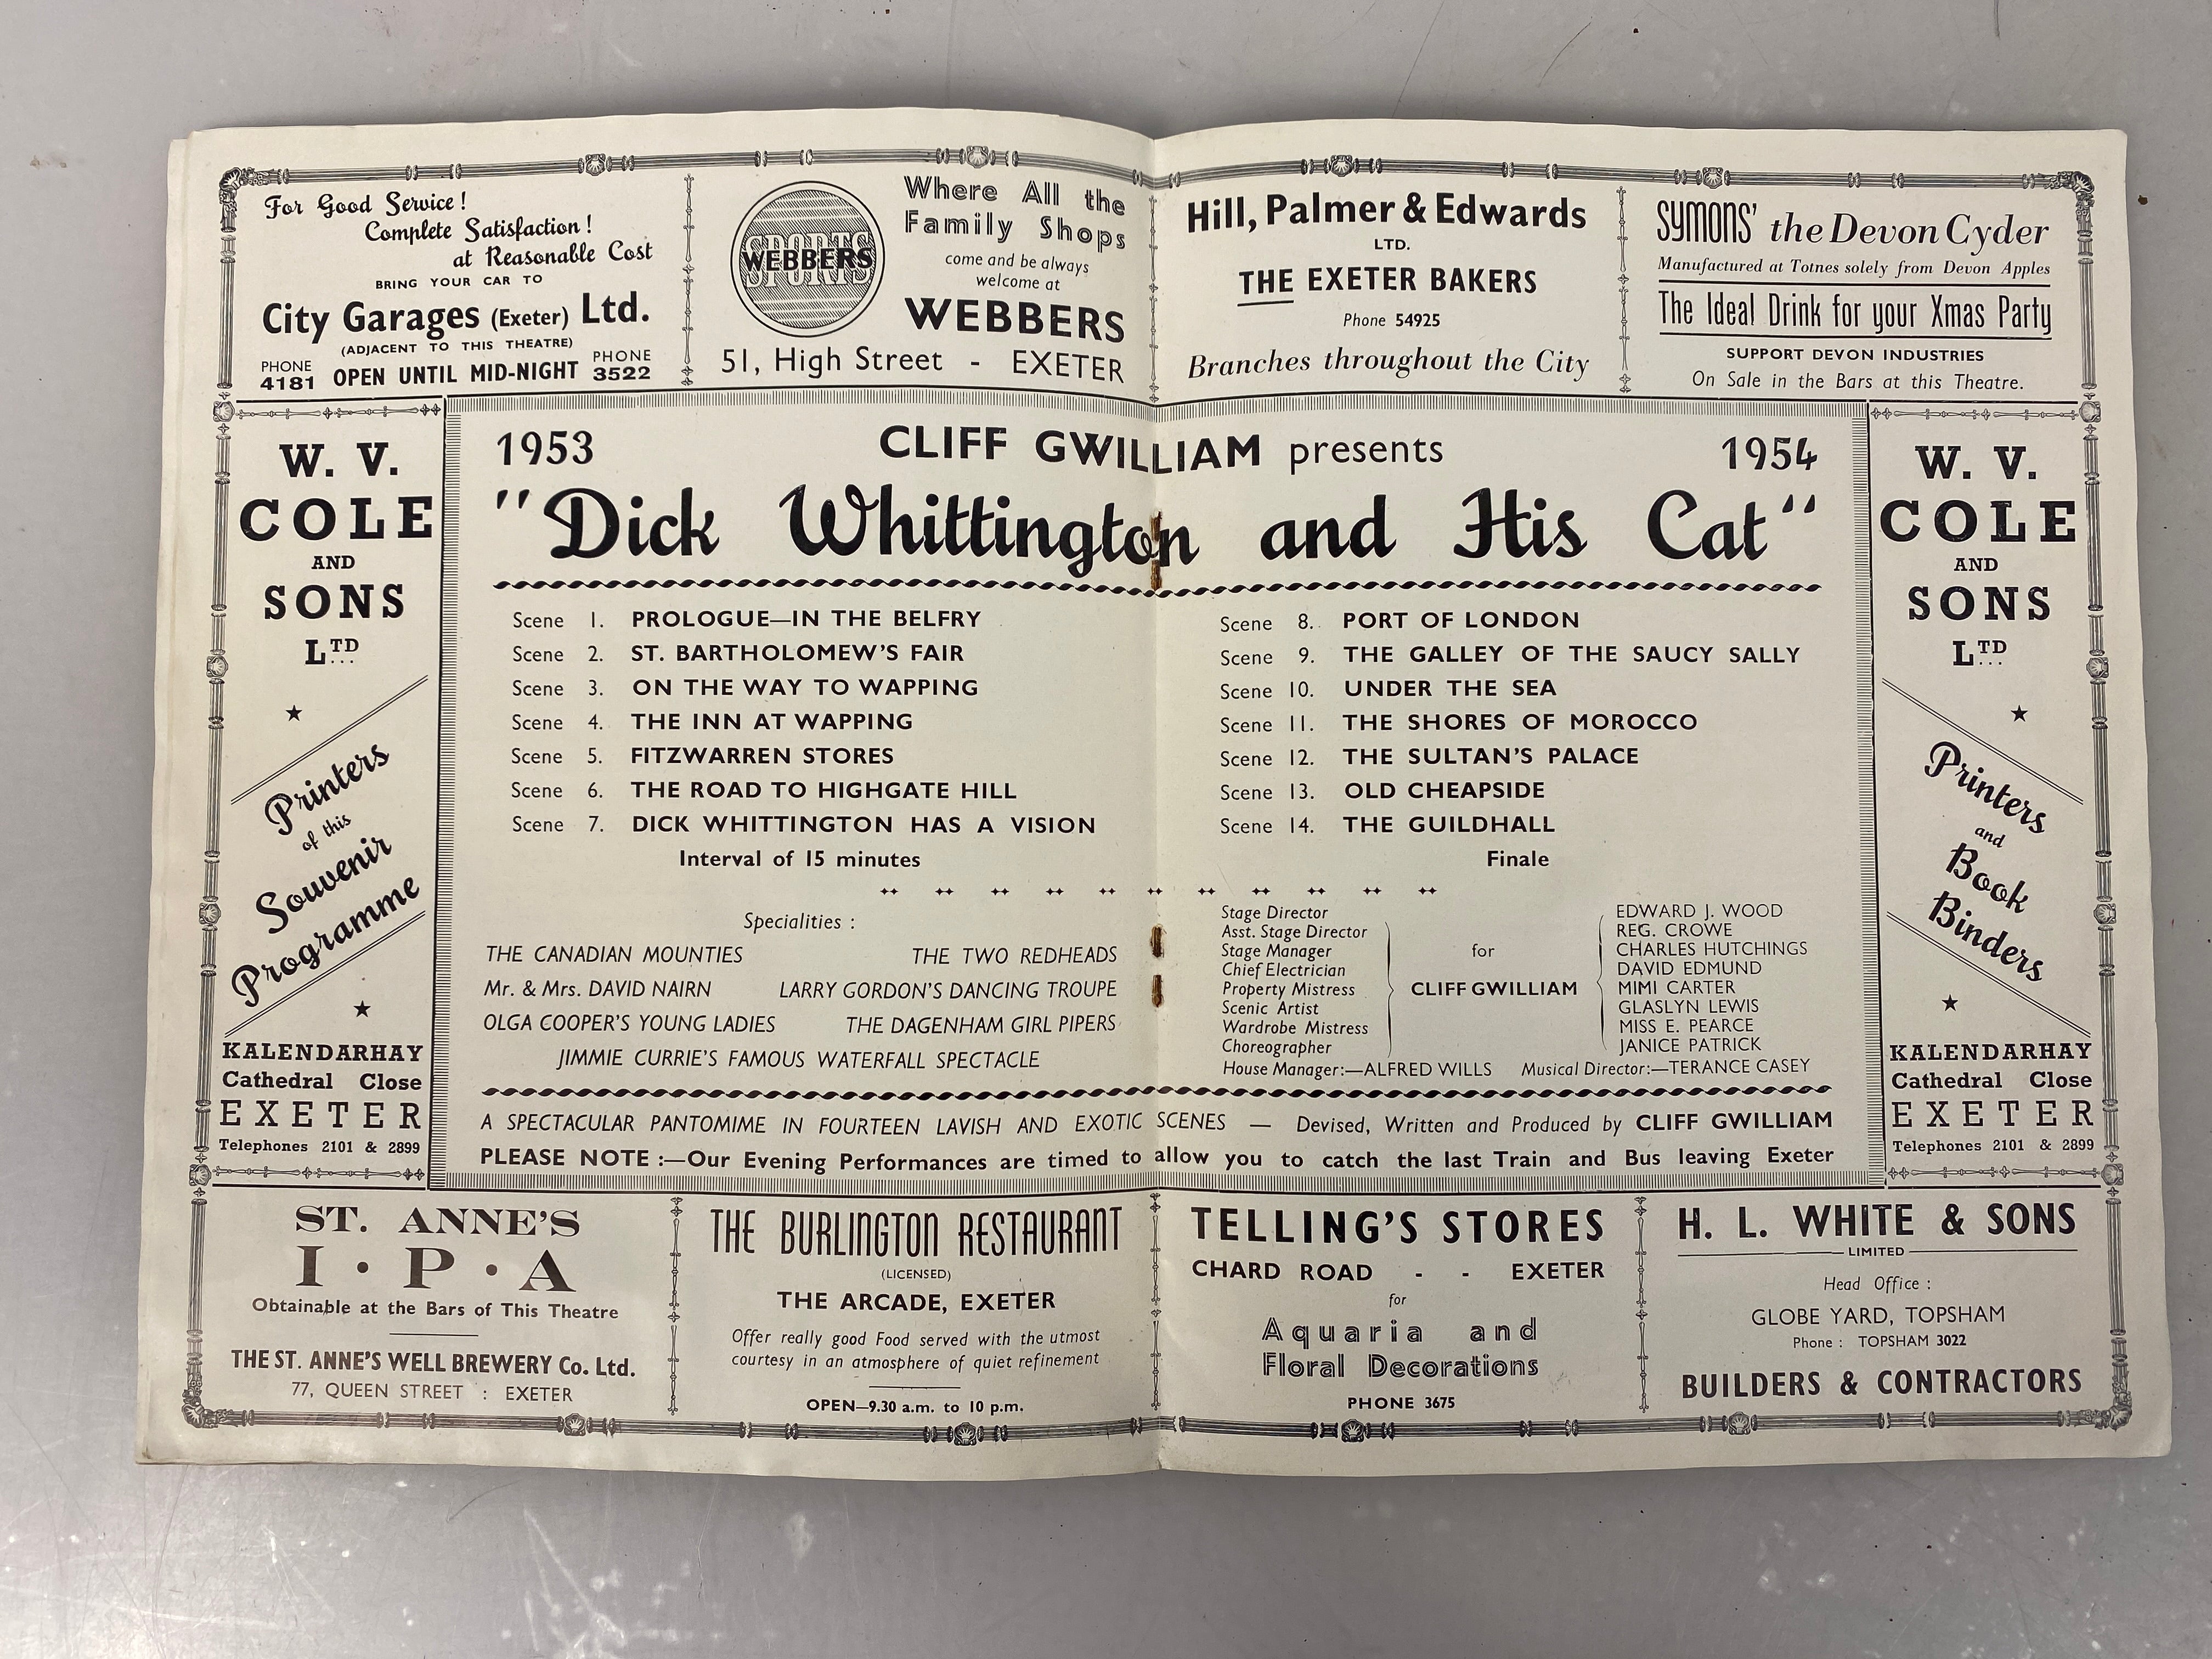 For Good Service!
Complete Satisfaction!
at Reasonable Cost
BRING YOUR CAR TO
City Garages (Exeter) Ltd.
(ADJACENT TO THIS THEATRE)
PHONE 4181 OPEN UNTIL MID-NIGHT PHONE 3522
SPORTS
WEBBERS
SPORTS
Where All the
Family Shops
come and be always
welcome at
WEBBERS
51, High Street - EXETER
Hill, Palmer & Edwards
LTD.
THE EXETER BAKERS
Phone 54925
Branches throughout the City
SYMONS' the Devon Cyder
Manufactured at Totnes solely from Devon Apples
The Ideal Drink for your Xmas Party
SUPPORT DEVON INDUSTRIES
On Sale in the Bars at this Theatre.
W. V.
COLE
AND
SONS
LTD...
Printers
of this
Souvenir
Programme
KALENDARHAY
Cathedral Close
EXETER
Telephones 2101 & 2899
1953 CLIFF GWILLIAM presents 1954
"Dick Whittington and His Cat"
Scene 1. PROLOGUE—IN THE BELFRY
Scene 2. ST. BARTHOLOMEW'S FAIR
Scene 3. ON THE WAY TO WAPPING
Scene 4. THE INN AT WAPPING
Scene 5. FITZWARREN STORES
Scene 6. THE ROAD TO HIGHGATE HILL
Scene 7. DICK WHITTINGTON HAS A VISION
Interval of 15 minutes
Scene 8. PORT OF LONDON
Scene 9. THE GALLEY OF THE SAUCY SALLY
Scene 10. UNDER THE SEA
Scene 11. THE SHORES OF MOROCCO
Scene 12. THE SULTAN'S PALACE
Scene 13. OLD CHEAPSIDE
Scene 14. THE GUILDHALL
Finale
Specialities :
THE CANADIAN MOUNTIES THE TWO REDHEADS
Mr. & Mrs. DAVID NAIRN LARRY GORDON'S DANCING TROUPE
OLGA COOPER'S YOUNG LADIES THE DAGENHAM GIRL PIPERS
JIMMIE CURRIE'S FAMOUS WATERFALL SPECTACLE
Stage Director EDWARD J. WOOD
Asst. Stage Director REG. CROWE
Stage Manager for CHARLES HUTCHINGS
Chief Electrician DAVID EDMUND
Property Mistress CLIFF GWILLIAM MIMI CARTER
Scenic Artist GLASLYN LEWIS
Wardrobe Mistress MISS E. PEARCE
Choreographer JANICE PATRICK
House Manager:—ALFRED WILLS Musical Director:—TERANCE CASEY
A SPECTACULAR PANTOMIME IN FOURTEEN LAVISH AND EXOTIC SCENES — Devised, Written and Produced by CLIFF GWILLIAM
PLEASE NOTE :—Our Evening Performances are timed to allow you to catch the last Train and Bus leaving Exeter
W. V.
COLE
AND
SONS
LTD...
Printers
and
Book
Binders
KALENDARHAY
Cathedral Close
EXETER
Telephones 2101 & 2899
ST. ANNE'S
I · P · A
Obtainable at the Bars of This Theatre
THE ST. ANNE'S WELL BREWERY Co. Ltd.
77, QUEEN STREET : EXETER
THE BURLINGTON RESTAURANT
(LICENSED)
THE ARCADE, EXETER
Offer really good Food served with the utmost
courtesy in an atmosphere of quiet refinement
OPEN—9.30 a.m. to 10 p.m.
TELLING'S STORES
CHARD ROAD - - EXETER
for
Aquaria and
Floral Decorations
PHONE 3675
H. L. WHITE & SONS
LIMITED
Head Office :
GLOBE YARD, TOPSHAM
Phone : TOPSHAM 3022
BUILDERS & CONTRACTORS